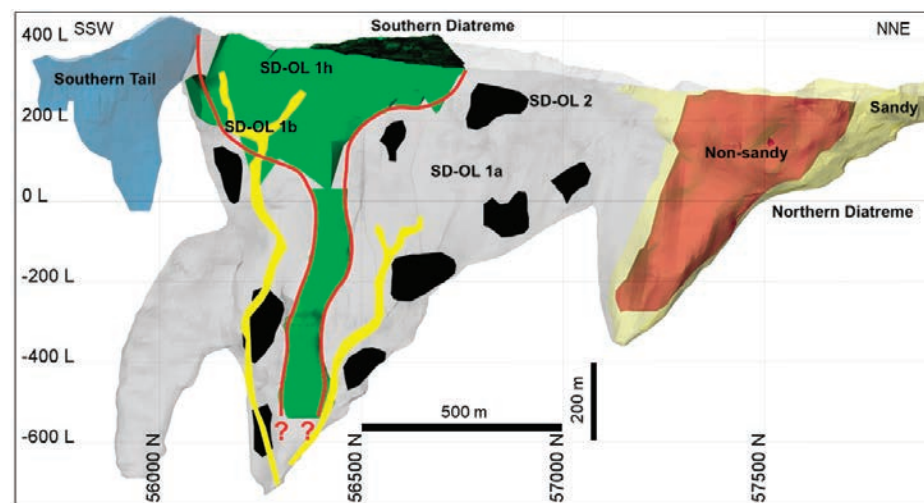 400 L
SSW
Southern Diatreme
NNE
Southern Tail
SD-OL 1h
200 L
SD-OL 1b
SD-OL 2
Sandy
Non-sandy
SD-OL 1a
0 L
Northern Diatreme
-200 L
-400 L
500 m
200 m
? ?
-600 L
56000 N
56500 N
57000 N
57500 N